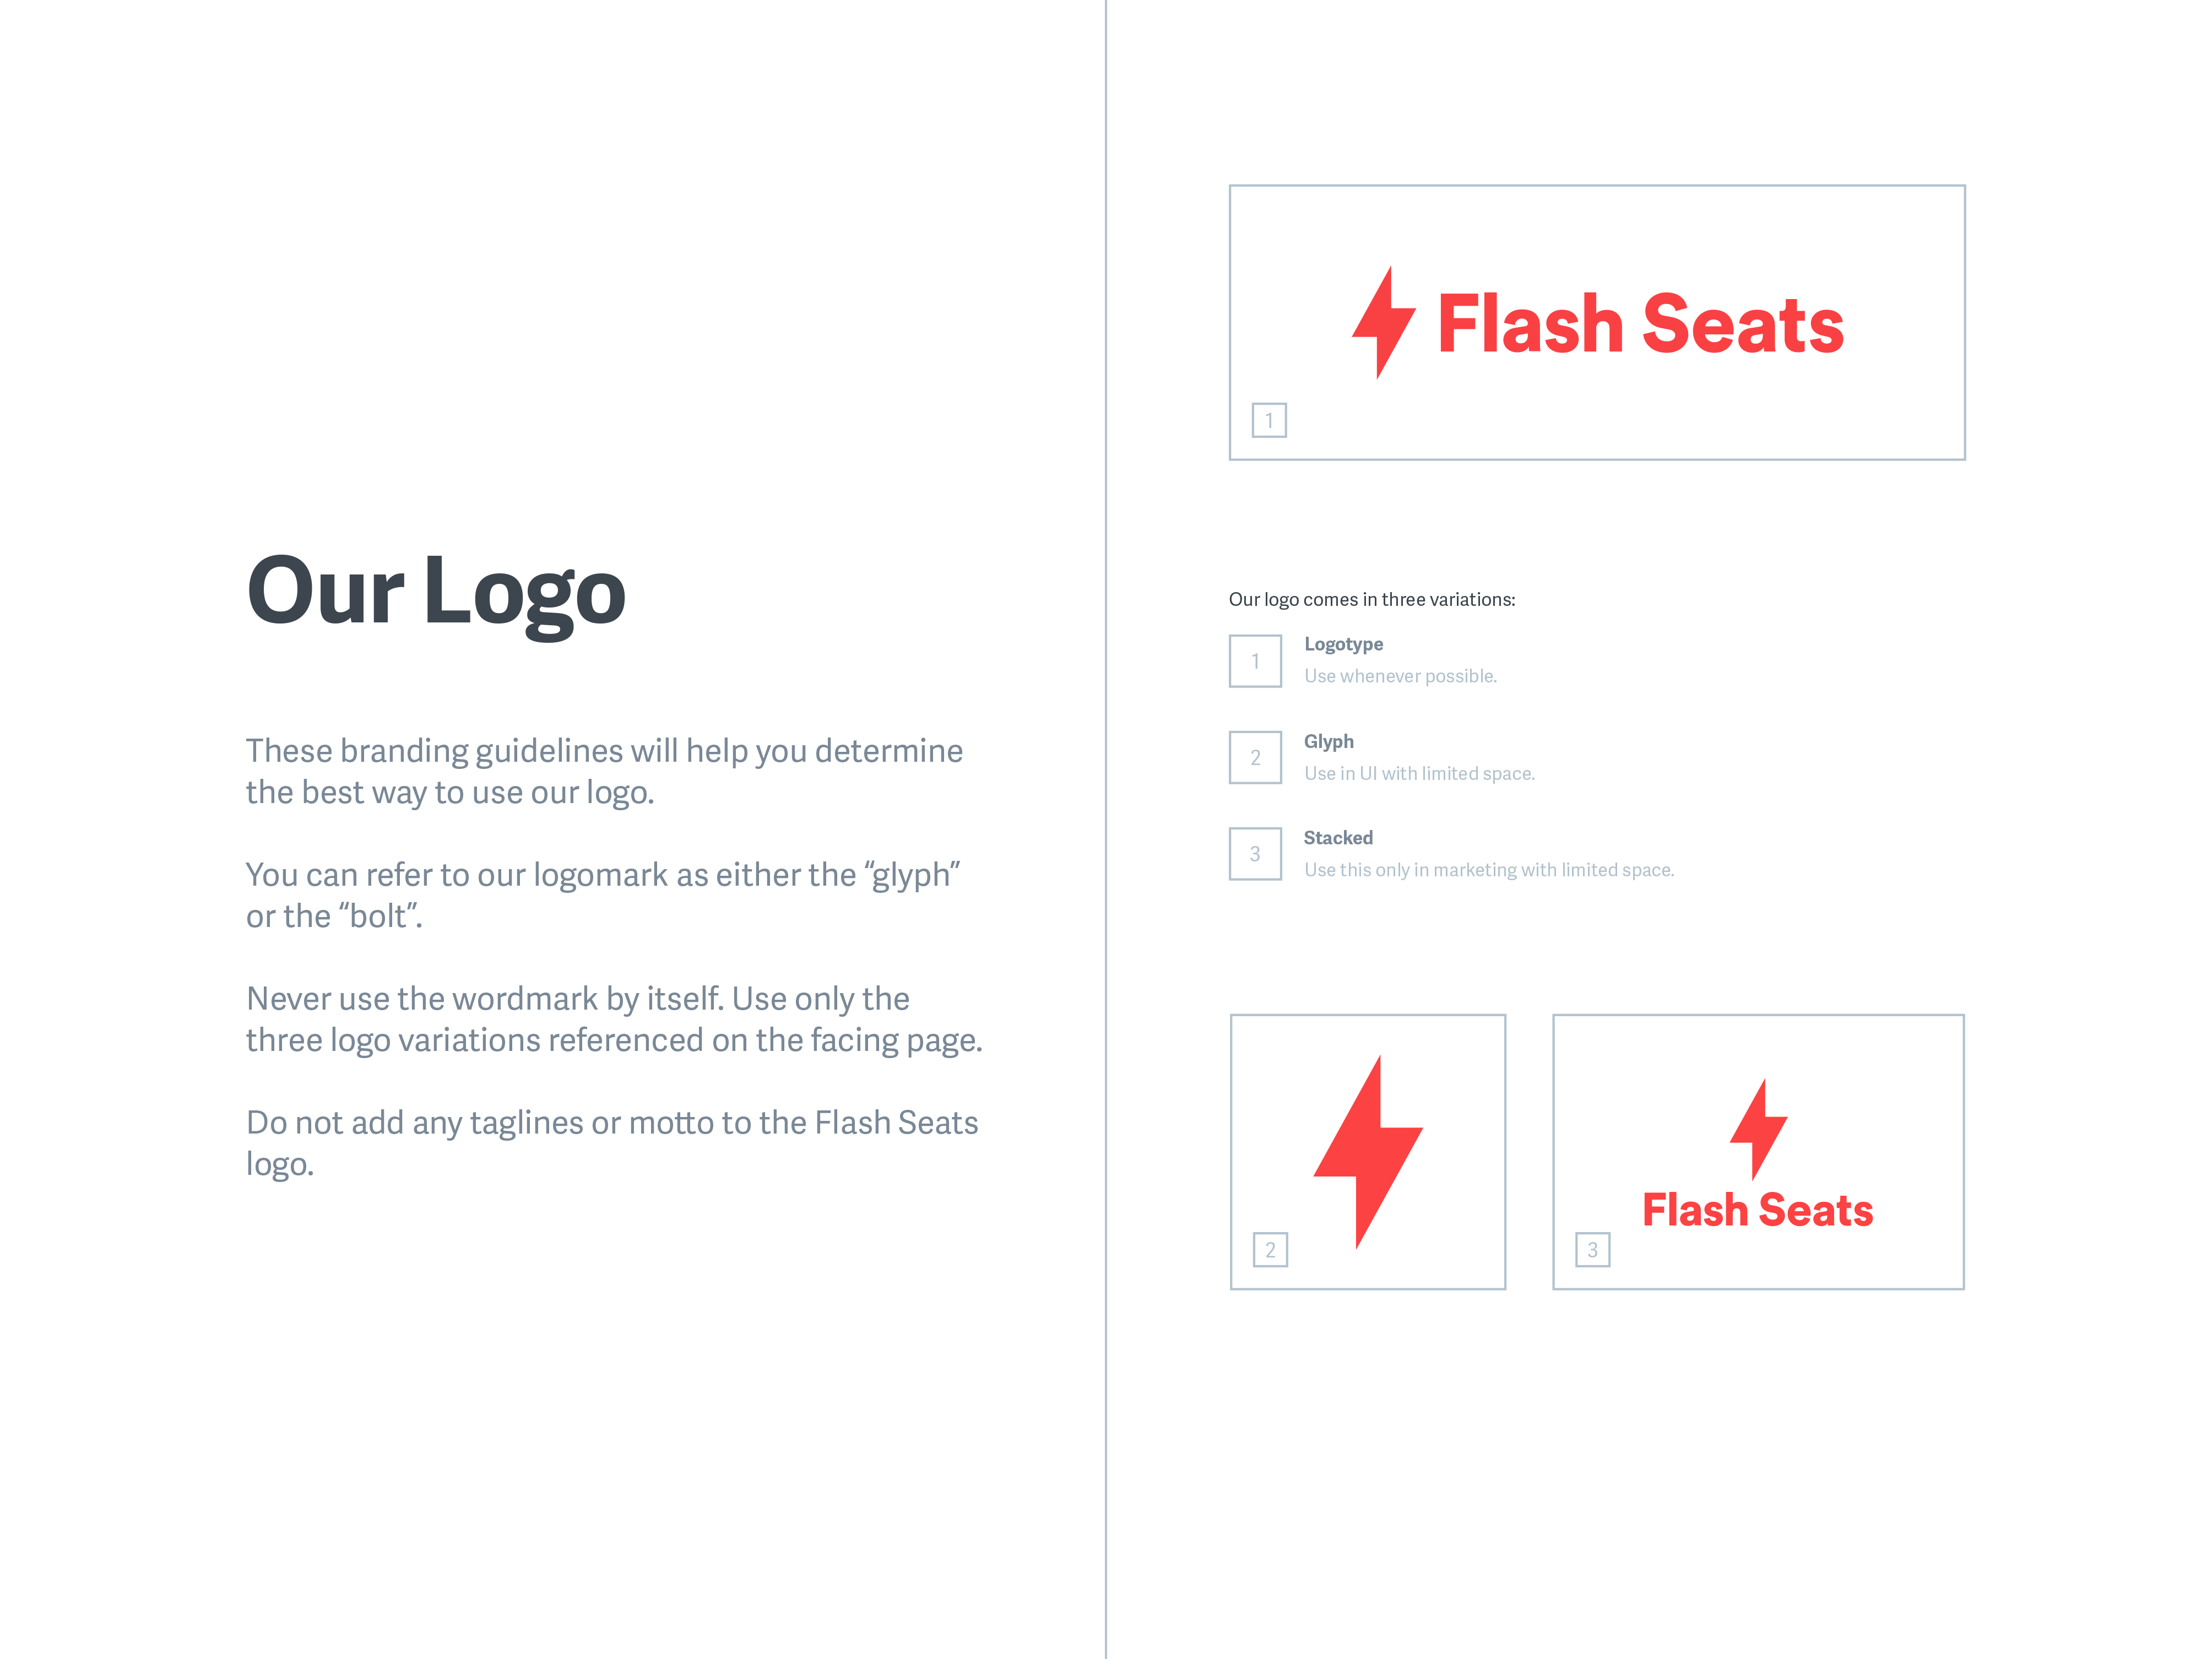 Our Logo
These branding guidelines will help you determine
the best way to use our logo.
You can refer to our logomark as either the “glyph”
or the “bolt”.
Never use the wordmark by itself. Use only the
three logo variations referenced on the facing page.
Do not add any taglines or motto to the Flash Seats
logo.
Flash Seats
1
Our logo comes in three variations:
1
Logotype
Use whenever possible.
2
Glyph
Use in UI with limited space.
3
Stacked
Use this only in marketing with limited space.
2
Flash Seats
3